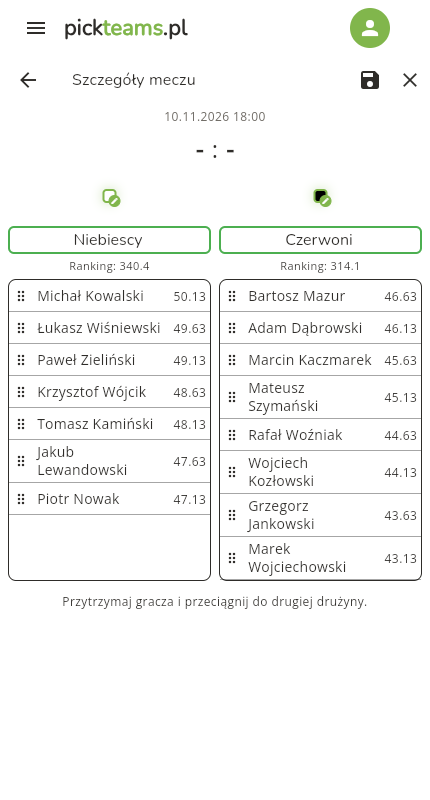 pickteams.pl
Szczegóły meczu
10.11.2026 18:00
- : -
Niebiescy
Ranking: 340.4
Michał Kowalski 50.13
Łukasz Wiśniewski 49.63
Paweł Zieliński 49.13
Krzysztof Wójcik 48.63
Tomasz Kamiński 48.13
Jakub
Lewandowski 47.63
Piotr Nowak 47.13
Czerwoni
Ranking: 314.1
Bartosz Mazur 46.63
Adam Dąbrowski 46.13
Marcin Kaczmarek 45.63
Mateusz
Szymański 45.13
Rafał Woźniak 44.63
Wojciech
Kozłowski 44.13
Grzegorz
Jankowski 43.63
Marek
Wojciechowski 43.13
Przytrzymaj gracza i przeciągnij do drugiej drużyny.